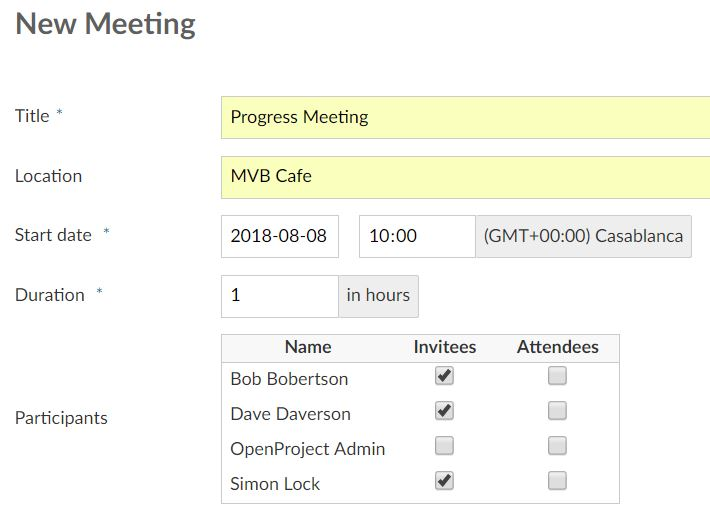 New Meeting
Title *
Progress Meeting
Location
MVB Cafe
Start date *
2018-08-08
10:00
(GMT+00:00) Casablanca
Duration *
1
in hours
Participants
Name Invitees Attendees
Bob Bobertson
Dave Daverson
OpenProject Admin
Simon Lock